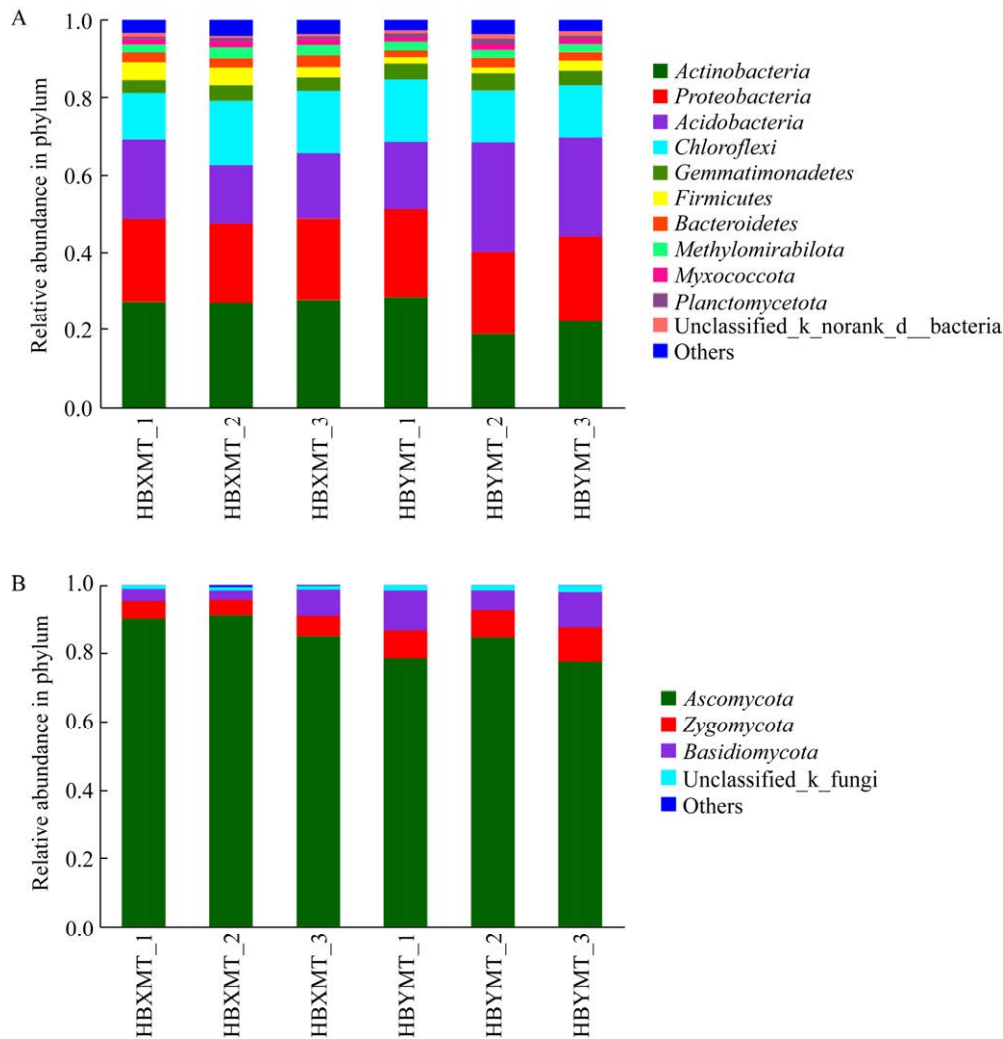 A
Relative abundance in phylum
1.0
0.8
0.6
0.4
0.2
0.0
HBXMT_1
HBXMT_2
HBXMT_3
HBYMT_1
HBYMT_2
HBYMT_3
Actinobacteria
Proteobacteria
Acidobacteria
Chloroflexi
Gemmatimonadetes
Firmicutes
Bacteroidetes
Methylomirabilota
Myxococcota
Planctomycetota
Unclassified_k_norank_d__bacteria
Others
B
Relative abundance in phylum
1.0
0.8
0.6
0.4
0.2
0.0
HBXMT_1
HBXMT_2
HBXMT_3
HBYMT_1
HBYMT_2
HBYMT_3
Ascomycota
Zygomycota
Basidiomycota
Unclassified_k_fungi
Others